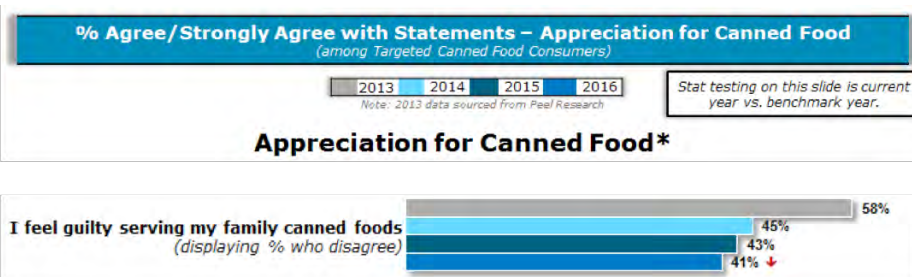 % Agree/Strongly Agree with Statements – Appreciation for Canned Food
(among Targeted Canned Food Consumers)
2013 2014 2015 2016
Note: 2013 data sourced from Peel Research
Stat testing on this slide is current
year vs. benchmark year.
Appreciation for Canned Food*
58%
I feel guilty serving my family canned foods
45%
(displaying % who disagree)
43%
41%